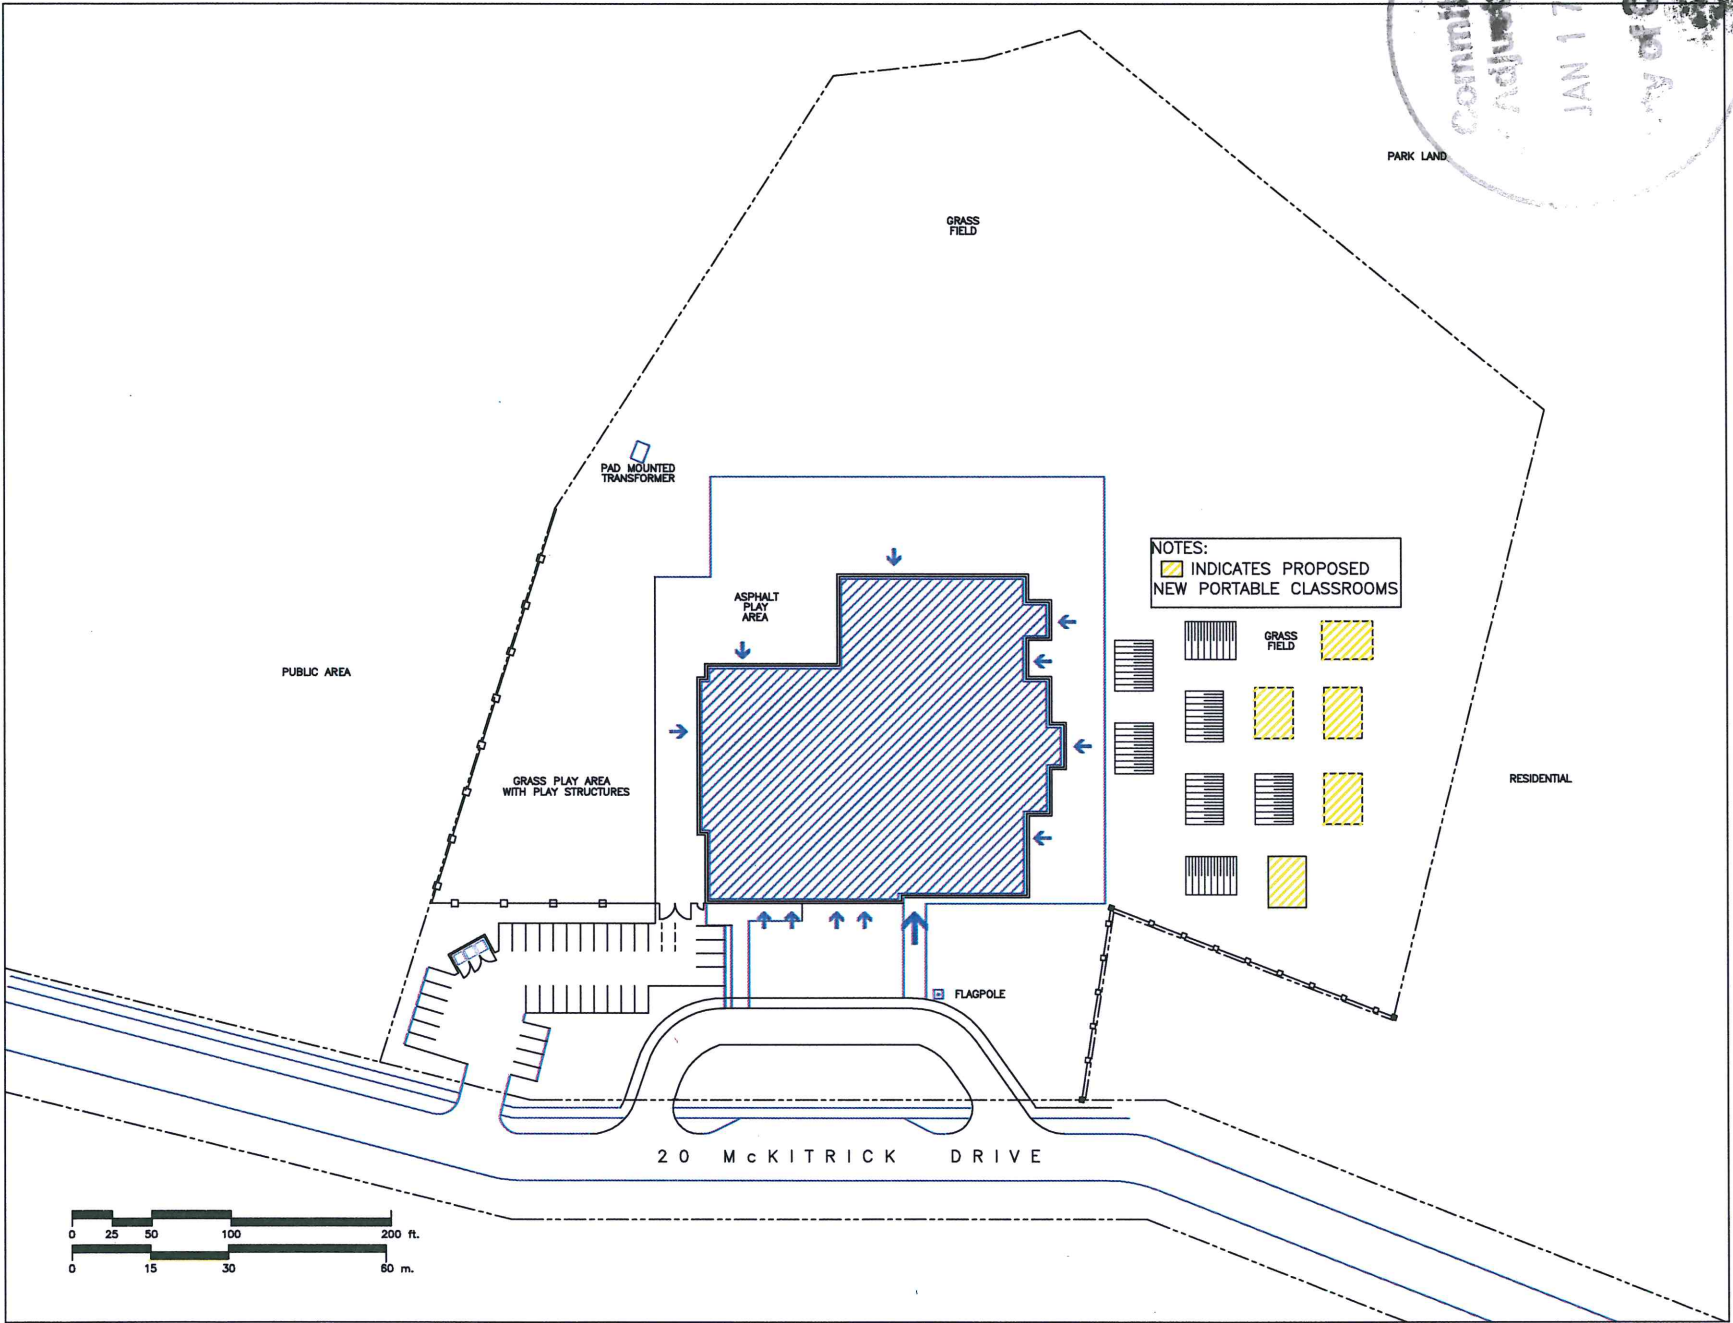 JAN 17
PARK LAND
GRASS
FIELD
PAD MOUNTED
TRANSFORMER
NOTES:
INDICATES PROPOSED
NEW PORTABLE CLASSROOMS
ASPHALT
PLAY
AREA
GRASS
FIELD
PUBLIC AREA
GRASS PLAY AREA
WITH PLAY STRUCTURES
RESIDENTIAL
FLAGPOLE
20 McKITRICK DRIVE
0 25 50 100 200 ft.
0 15 30 60 m.